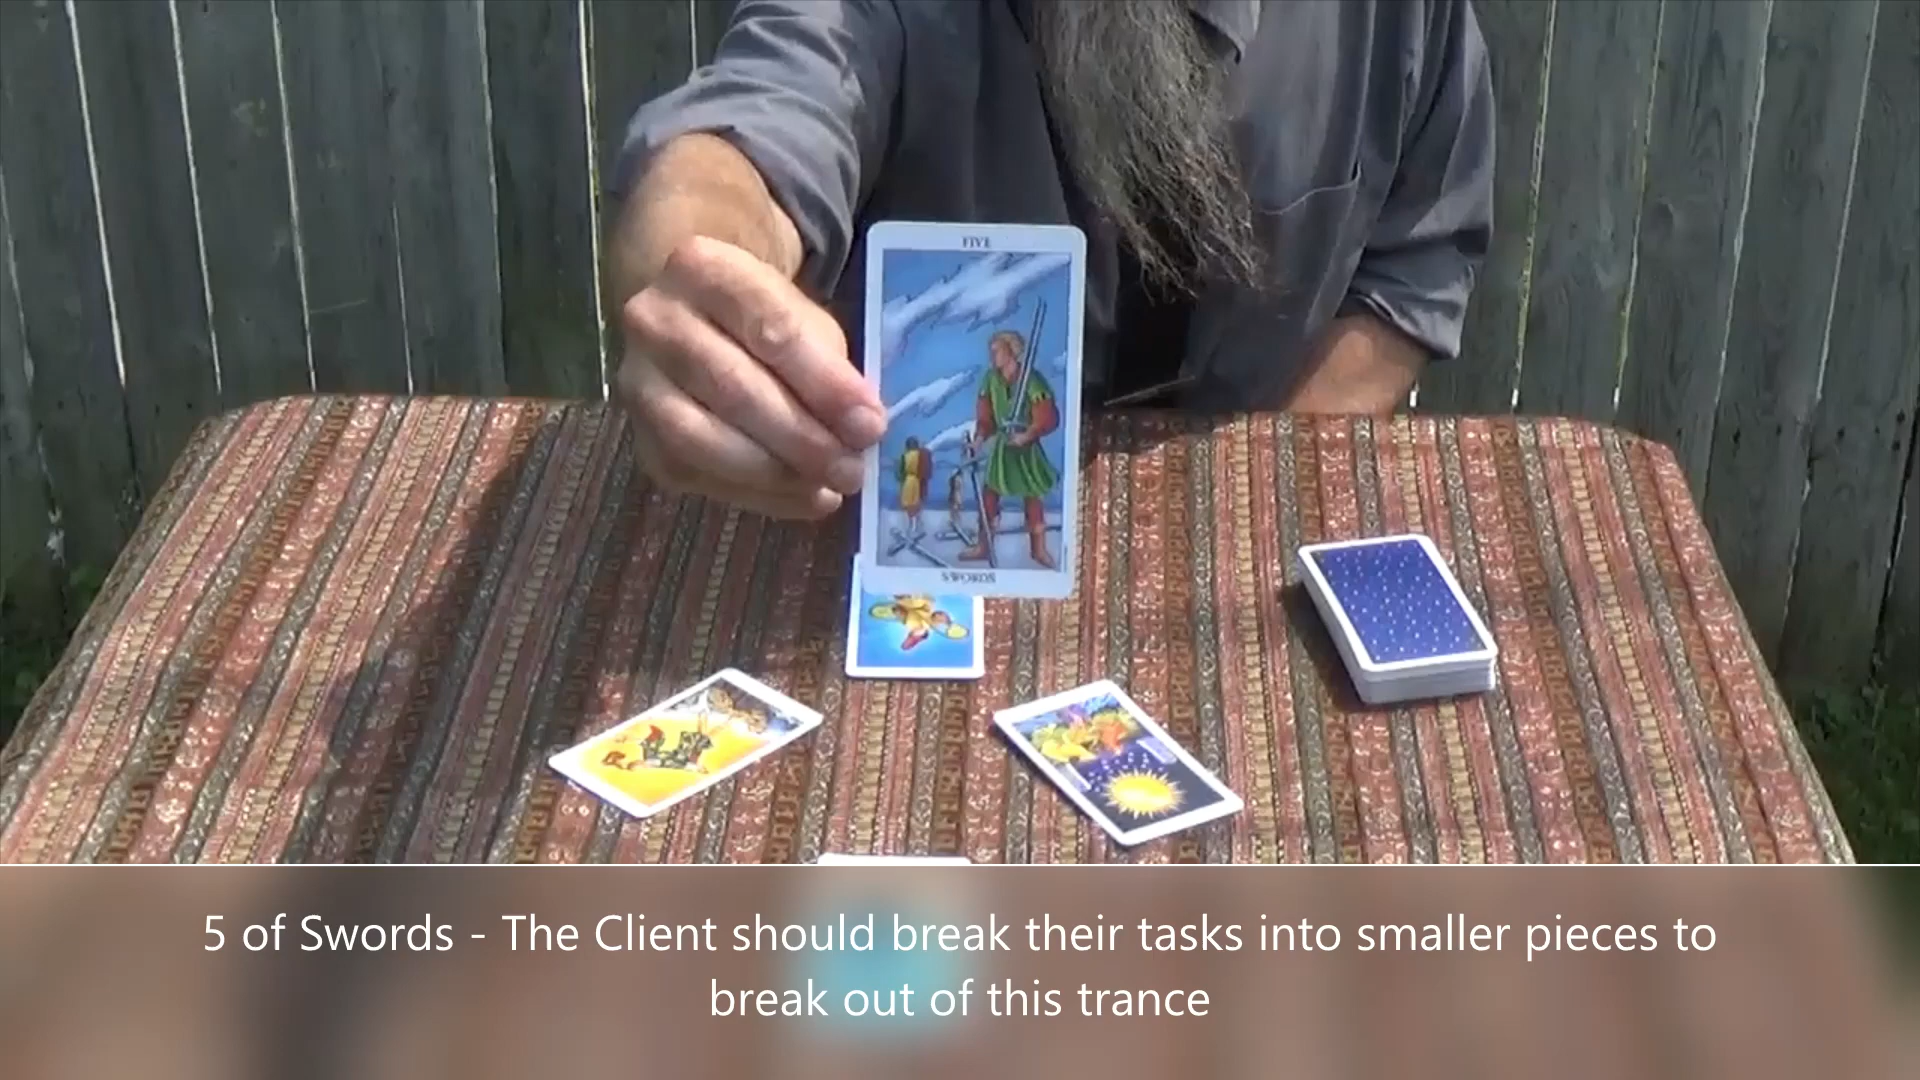 FIVE
SWORDS
5 of Swords - The Client should break their tasks into smaller pieces to
break out of this trance